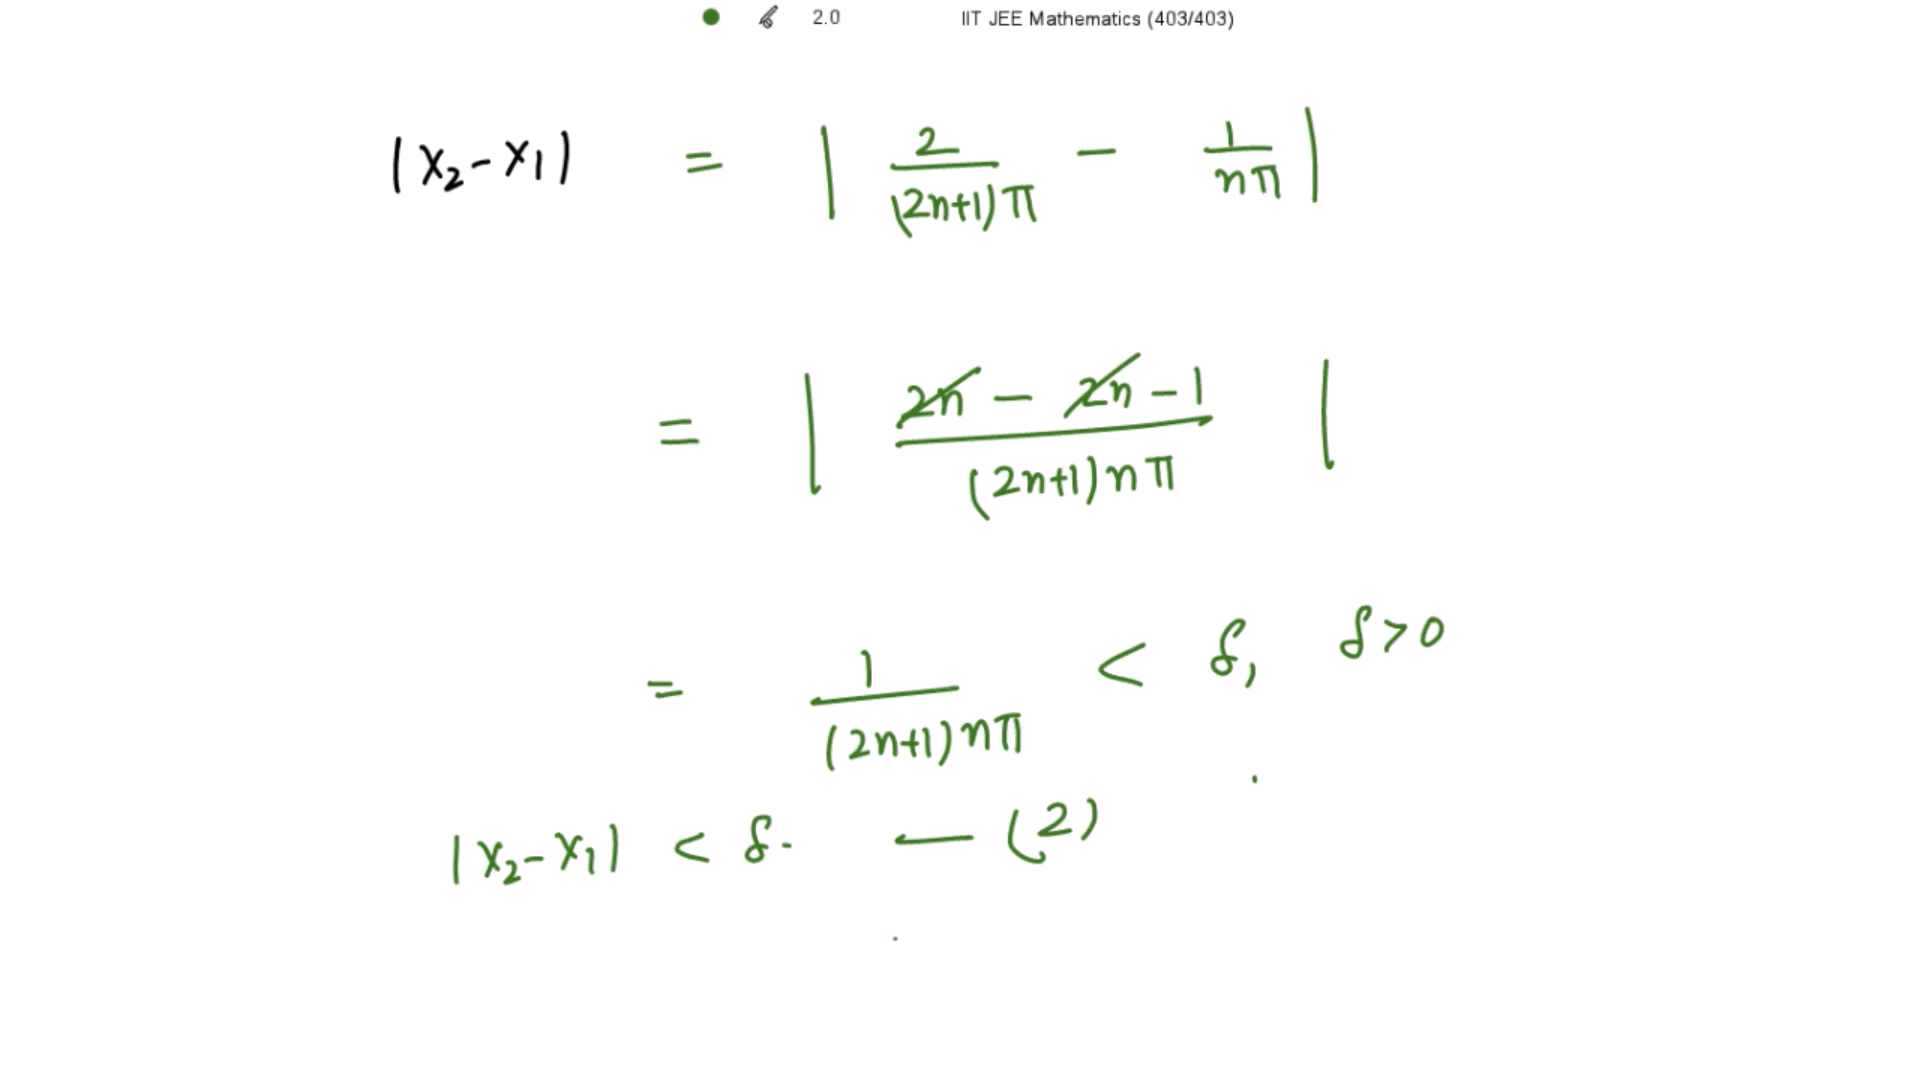 2.0 IIT JEE Mathematics (403/403)
|x₂-x₁| = | 2/((2n+1)π) - 1/(nπ) |
= | (2n - 2n - 1)/((2n+1)nπ) |
= 1/((2n+1)nπ) < δ, δ>0
|x₂-x₁| < δ. — (2)